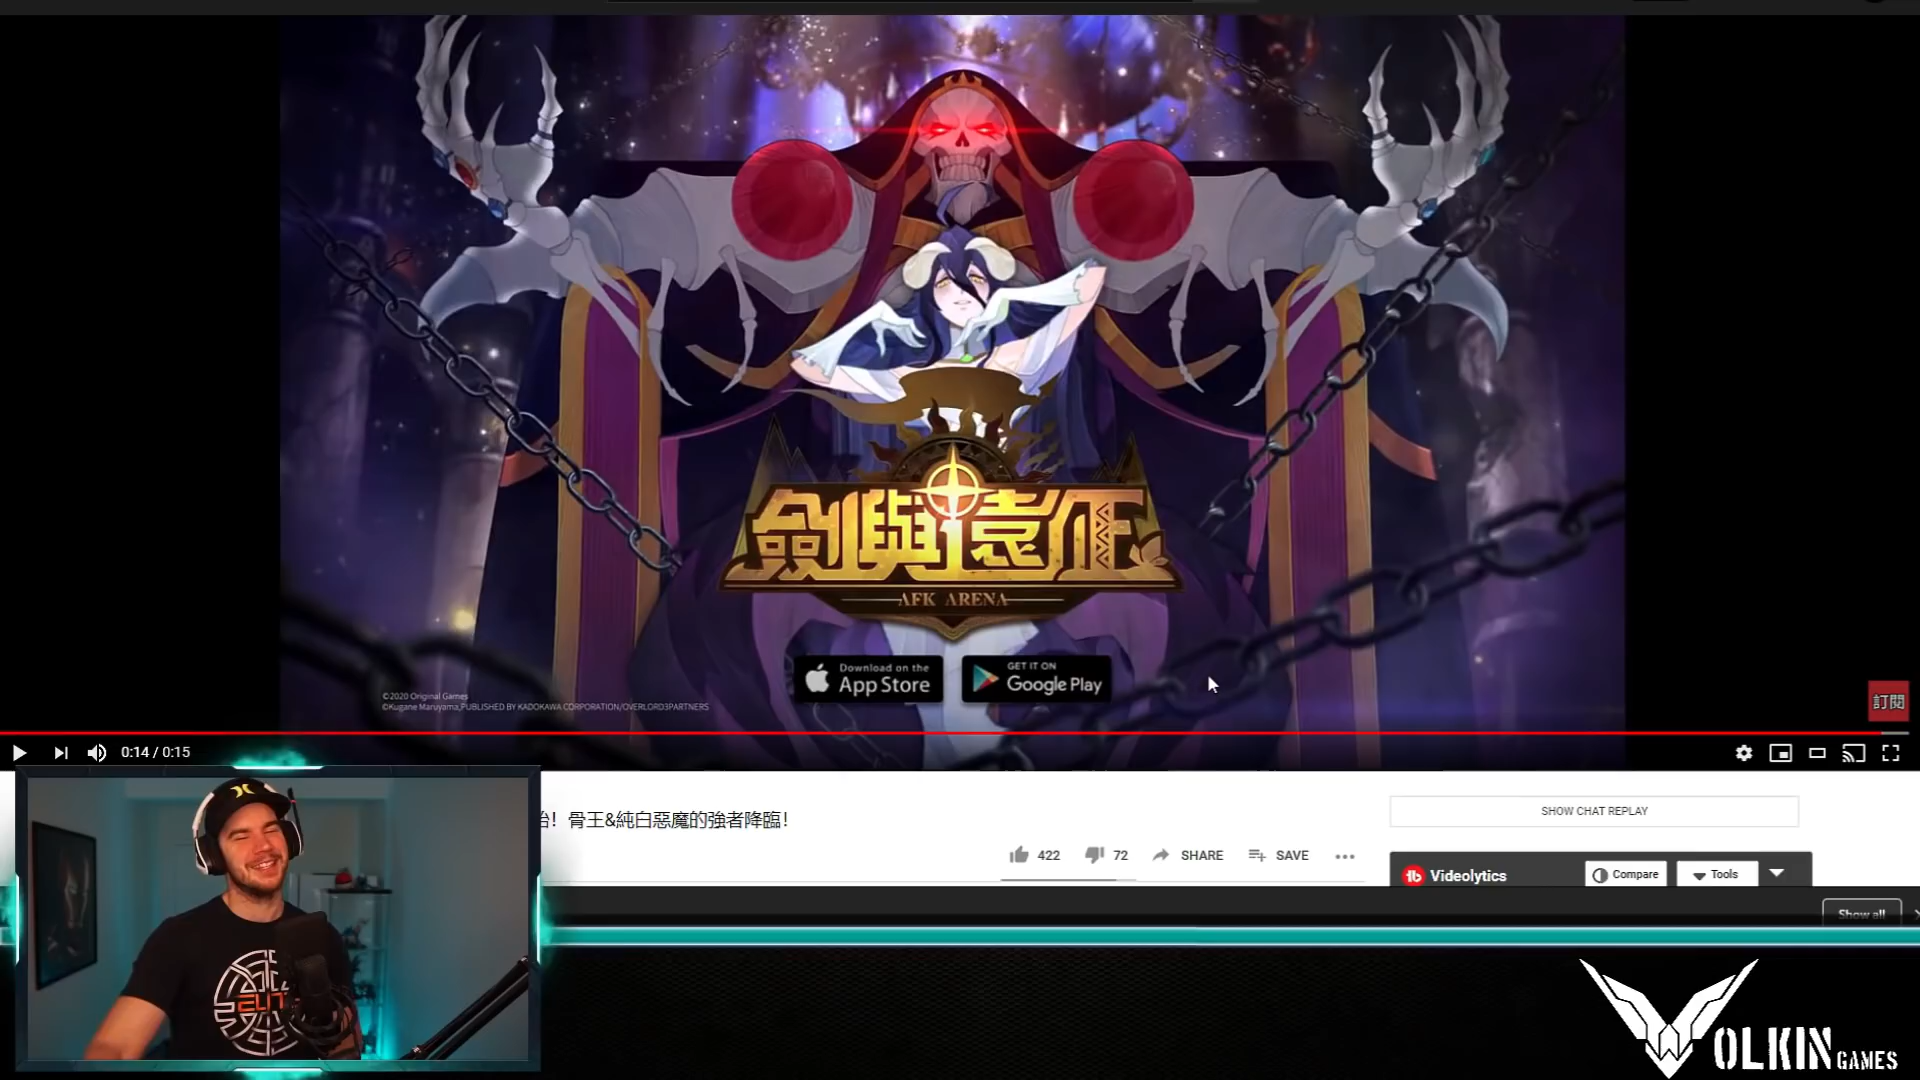 劍與遠征
AFK ARENA
Download on the
App Store
GET IT ON
Google Play
©2020 Original Games
©Kugane Maruyama,PUBLISHED BY KADOKAWA CORPORATION/OVERLORD3PARTNERS
訂閱
0:14 / 0:15
！骨王&純白惡魔的強者降臨！
SHOW CHAT REPLAY
422
72
SHARE
SAVE
Videolytics
Compare
Tools
Show all
ELITE
VOLKIN GAMES